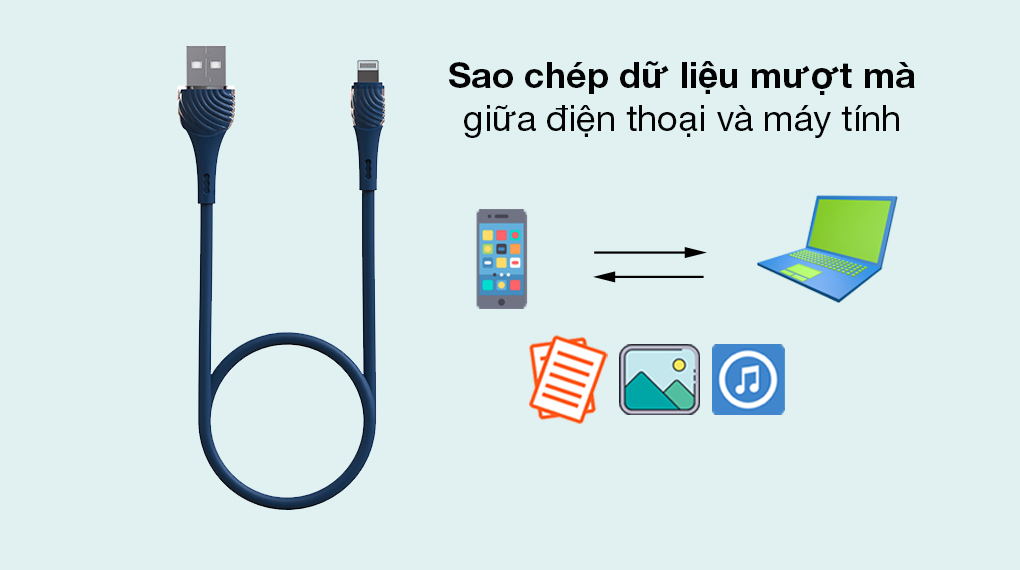 Sao chép dữ liệu mượt mà
giữa điện thoại và máy tính